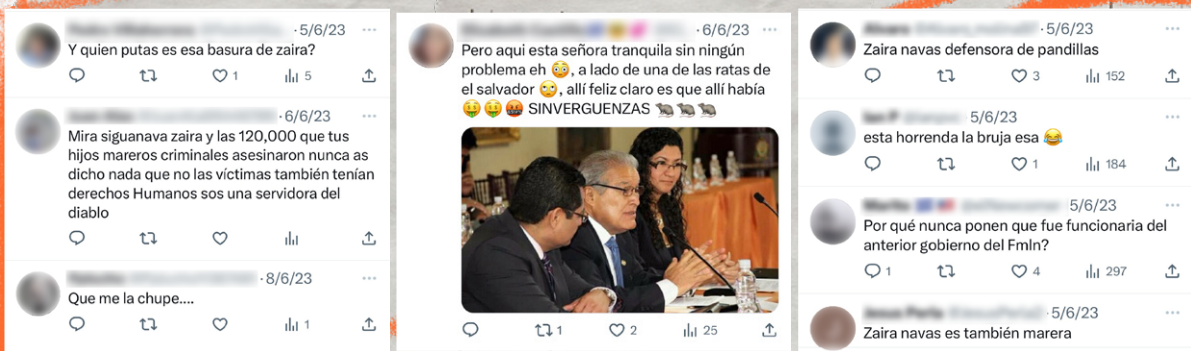 5/6/23
Y quien putas es esa basura de zaira?
1
5
6/6/23
Mira siguanava zaira y las 120,000 que tus
hijos mareros criminales asesinaron nunca as
dicho nada que no las víctimas también tenían
derechos Humanos sos una servidora del
diablo
8/6/23
Que me la chupe....
1
6/6/23
Pero aqui esta señora tranquila sin ningún
problema eh 😳, a lado de una de las ratas de
el salvador 😳, allí feliz claro es que allí había
🤑🤑🤬 SINVERGUENZAS 🐀🐀🐀
1
2
25
5/6/23
Zaira navas defensora de pandillas
3
152
5/6/23
esta horrenda la bruja esa 😂
1
184
5/6/23
Por qué nunca ponen que fue funcionaria del
anterior gobierno del Fmln?
1
4
297
5/6/23
Zaira navas es también marera